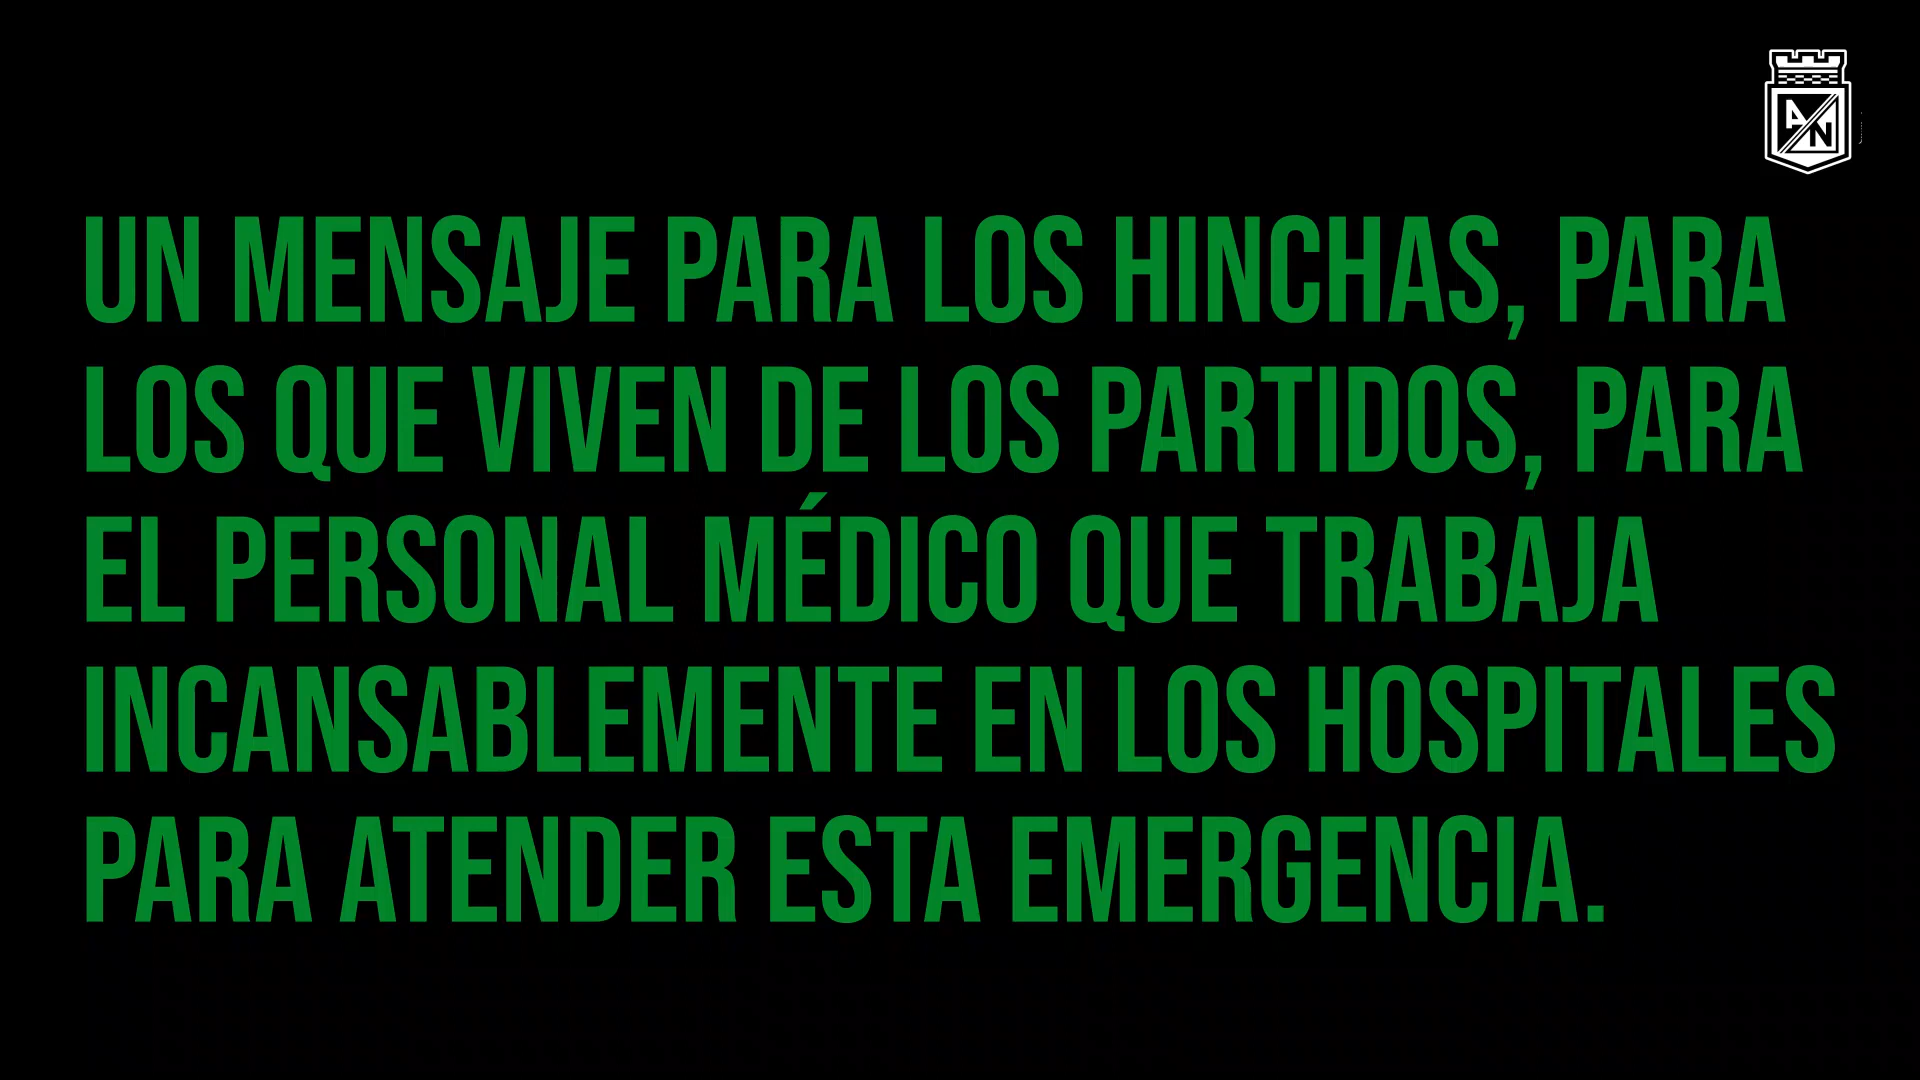 AN
UN MENSAJE PARA LOS HINCHAS, PARA
LOS QUE VIVEN DE LOS PARTIDOS, PARA
EL PERSONAL MÉDICO QUE TRABAJA
INCANSABLEMENTE EN LOS HOSPITALES
PARA ATENDER ESTA EMERGENCIA.